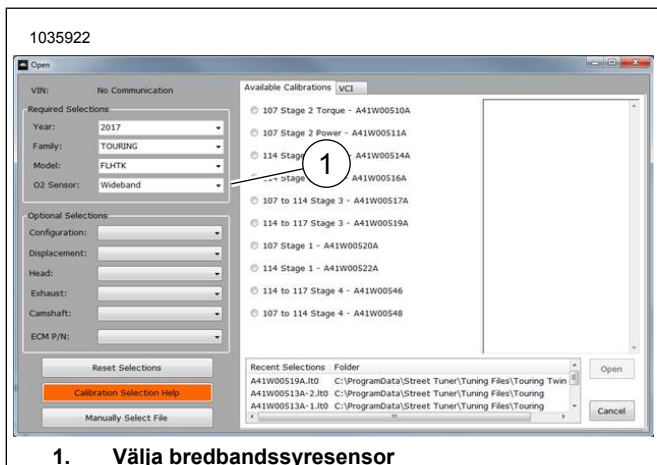 1035922
Open
VIN: No Communication
Required Selections
Year: 2017
Family: TOURING
Model: FLHTK
O2 Sensor: Wideband
Optional Selections
Configuration:
Displacement:
Head:
Exhaust:
Camshaft:
ECM P/N:
Reset Selections
Calibration Selection Help
Manually Select File
Available Calibrations VCI
107 Stage 2 Torque - A41W00510A
107 Stage 2 Power - A41W00511A
114 Stage A41W00514A
1
Stage A41W00516A
107 to 114 Stage 3 - A41W00517A
114 to 117 Stage 3 - A41W00519A
107 Stage 1 - A41W00520A
114 Stage 1 - A41W00522A
114 to 117 Stage 4 - A41W00546
107 to 114 Stage 4 - A41W00548
Recent Selections Folder
A41W00519A.lt0 C:\ProgramData\Street Tuner\Tuning Files\Touring Twin
A41W00513A-2.lt0 C:\ProgramData\Street Tuner\Tuning Files\Touring
A41W00513A-1.lt0 C:\ProgramData\Street Tuner\Tuning Files\Touring
Open
Cancel
1. Välja bredbandssyresensor